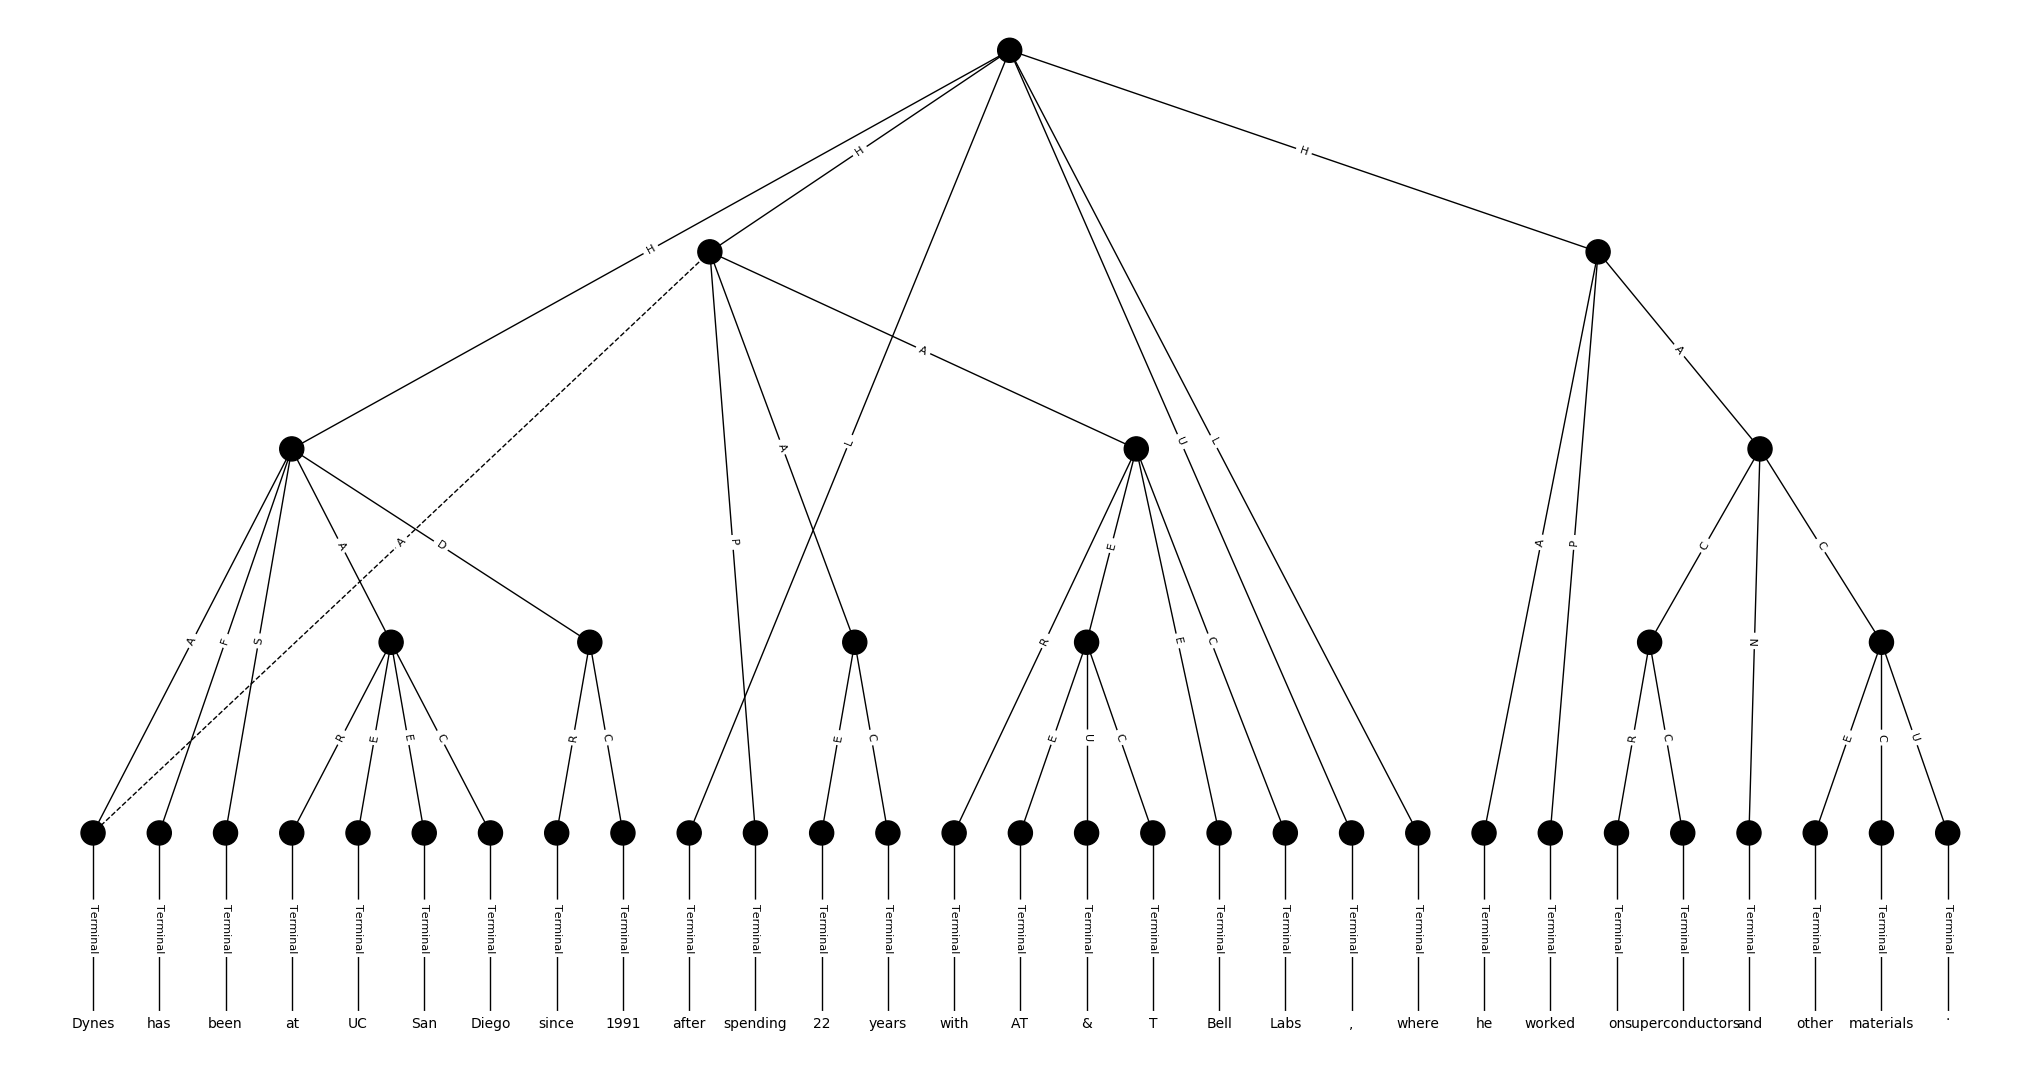 H
H
H
A
A
L
A
U
L
A
A
D
A
P
E
A
P
C
C
A
F
S
R
E
C
N
R
E
E
C
R
C
E
C
E
U
C
R
C
E
C
U
Terminal Terminal Terminal Terminal Terminal Terminal Terminal Terminal Terminal Terminal Terminal Terminal Terminal Terminal Terminal Terminal Terminal Terminal Terminal Terminal Terminal Terminal Terminal Terminal Terminal Terminal Terminal Terminal Terminal
Dynes has been at UC San Diego since 1991 after spending 22 years with AT & T Bell Labs , where he worked on superconductors and other materials .